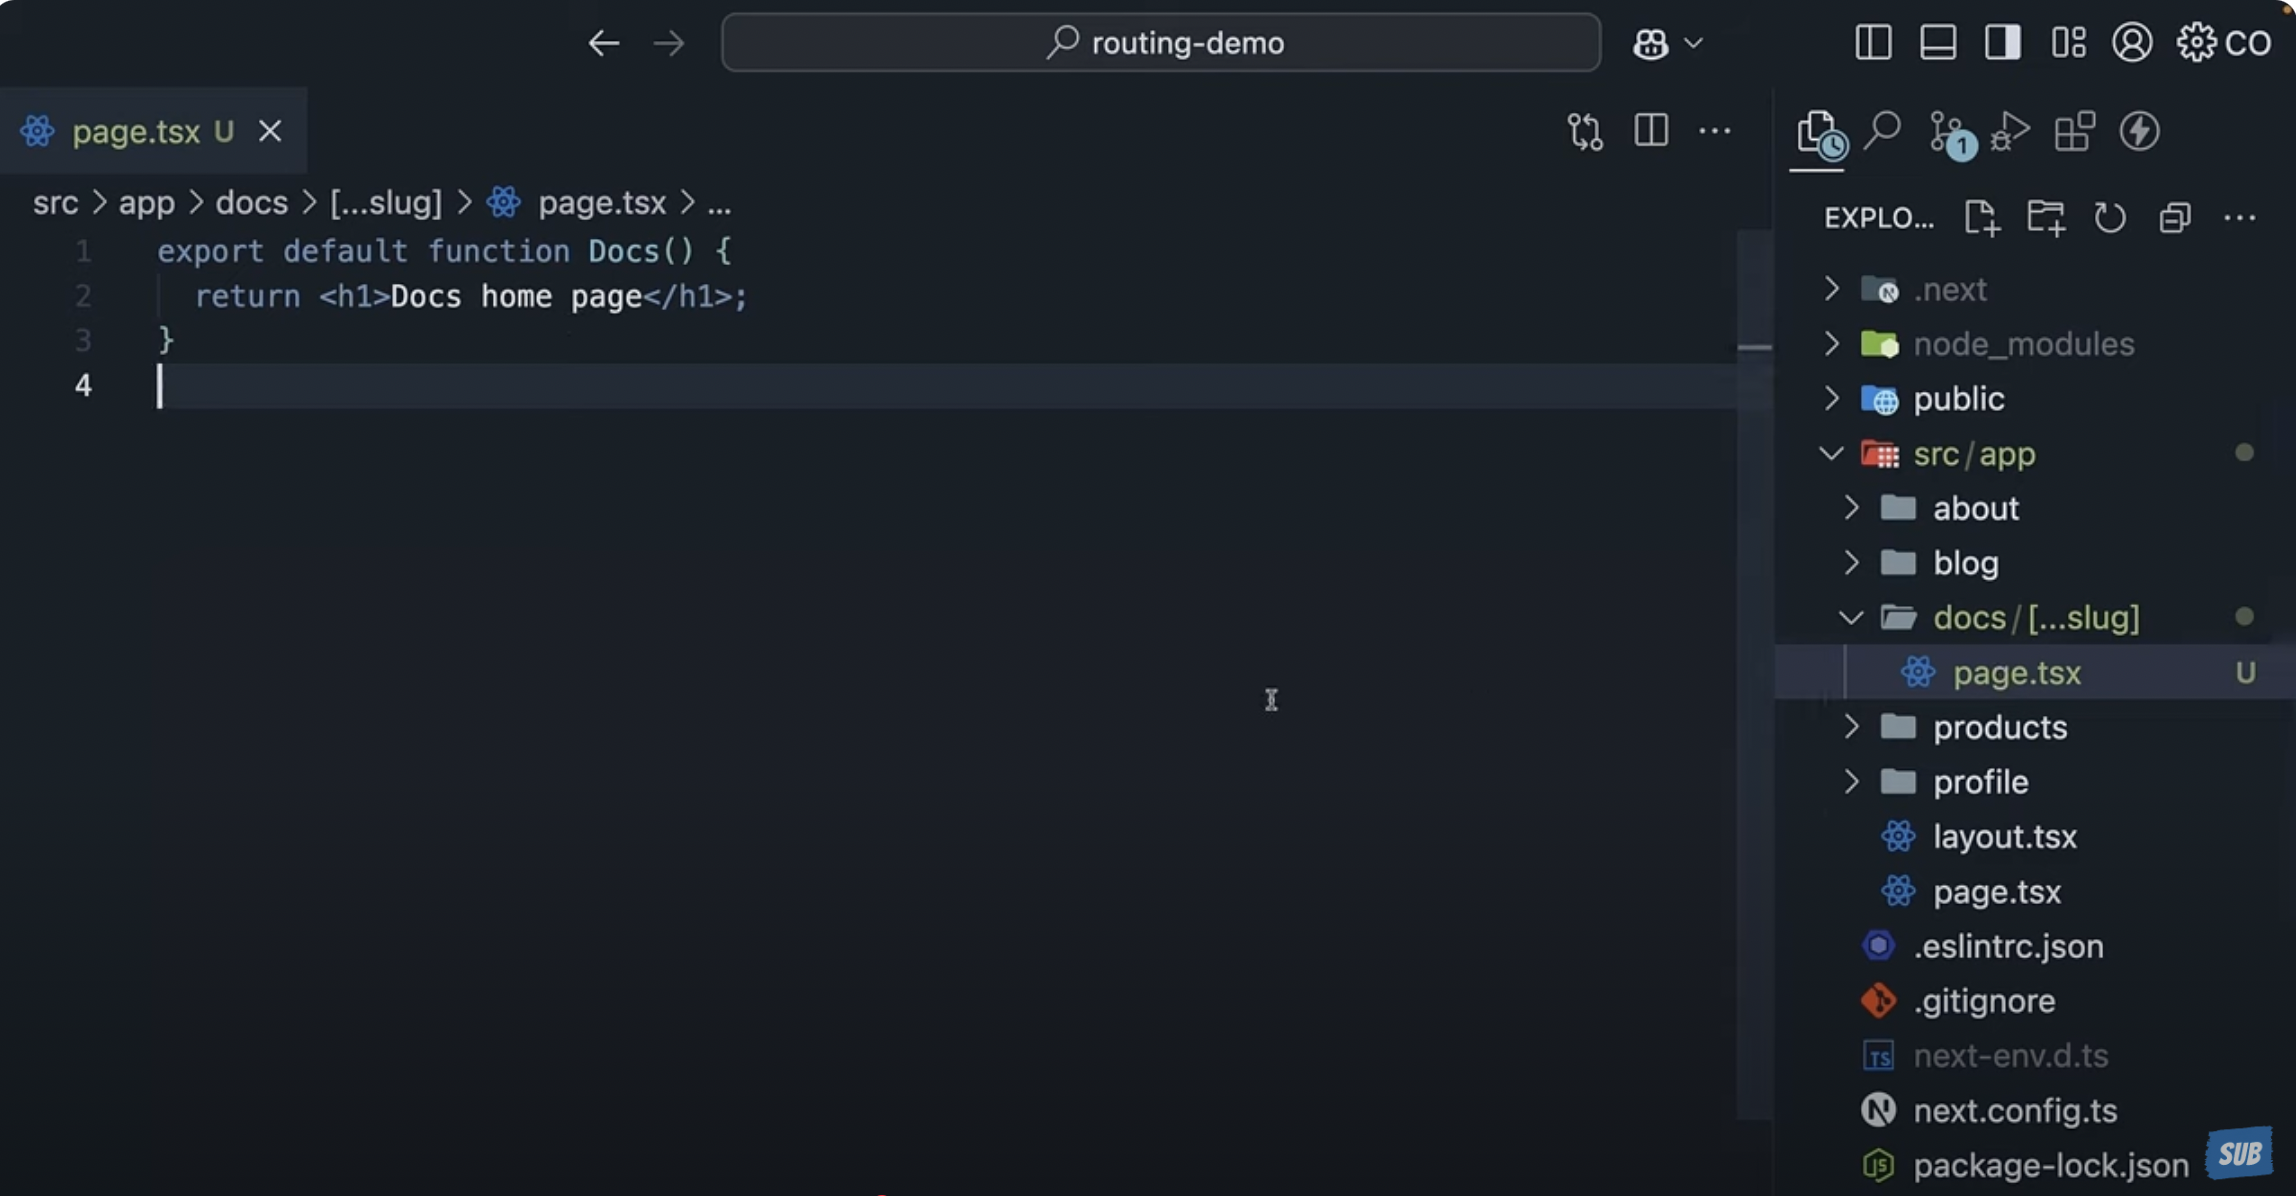 routing-demo
CO
page.tsx U
src > app > docs > [...slug] > page.tsx > ...
1 export default function Docs() {
2 return <h1>Docs home page</h1>;
3 }
4
1
EXPLO...
.next
node_modules
public
src/app
about
blog
docs/[...slug]
page.tsx U
products
profile
layout.tsx
page.tsx
.eslintrc.json
.gitignore
TS next-env.d.ts
N next.config.ts
JS package-lock.json
SUB